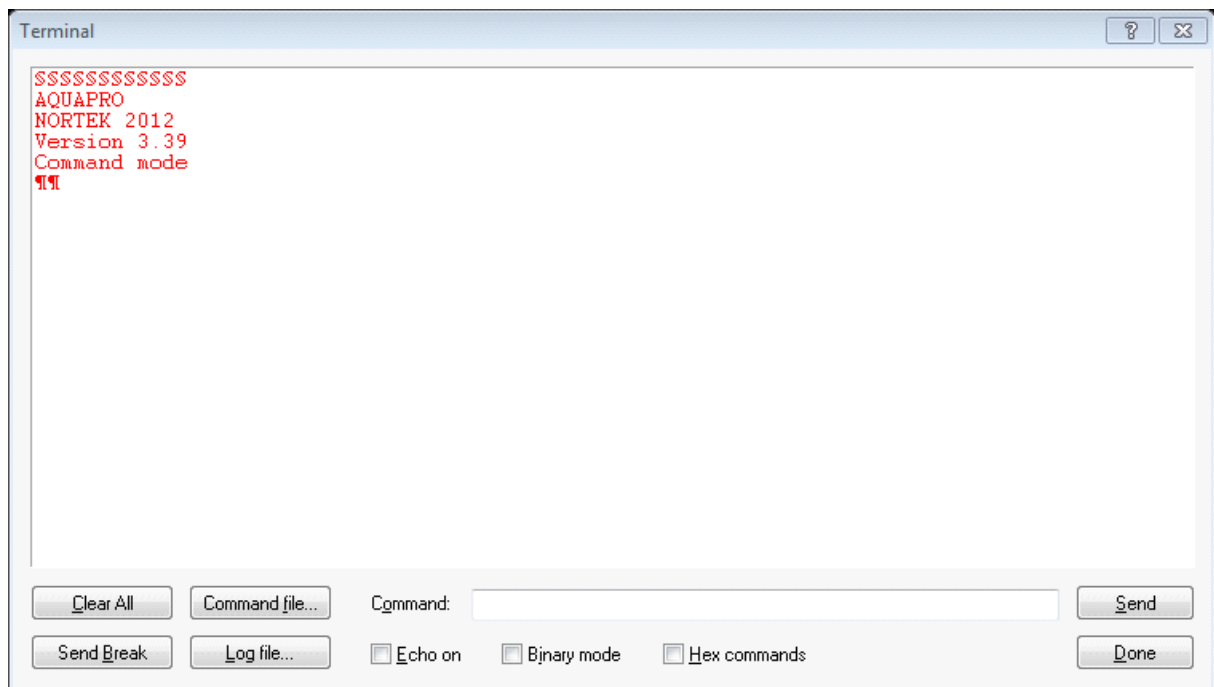 Terminal
SSSSSSSSSSSS
AQUAPRO
NORTEK 2012
Version 3.39
Command mode
¶¶
Clear All
Command file...
Command:
Send
Send Break
Log file...
Echo on
Binary mode
Hex commands
Done